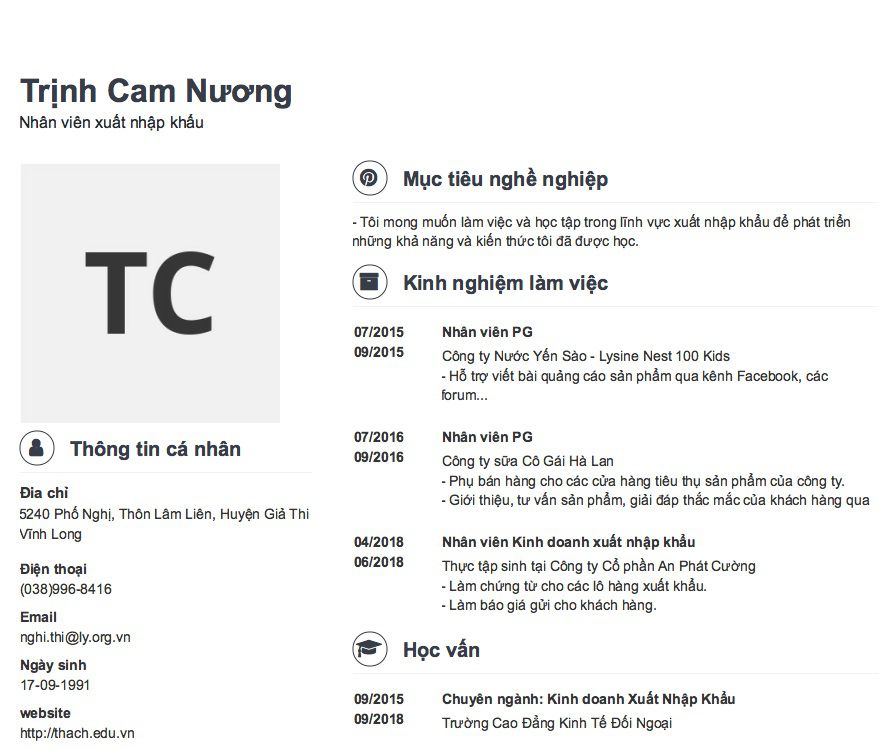 Trịnh Cam Nương
Nhân viên xuất nhập khẩu
TC
Thông tin cá nhân
Đia chỉ
5240 Phố Nghị, Thôn Lâm Liên, Huyện Giả Thi
Vĩnh Long
Điện thoại
(038)996-8416
Email
nghi.thi@ly.org.vn
Ngày sinh
17-09-1991
website
http://thach.edu.vn
Mục tiêu nghề nghiệp
- Tôi mong muốn làm việc và học tập trong lĩnh vực xuất nhập khẩu để phát triển
những khả năng và kiến thức tôi đã được học.
Kinh nghiệm làm việc
07/2015
09/2015
Nhân viên PG
Công ty Nước Yến Sào - Lysine Nest 100 Kids
- Hỗ trợ viết bài quảng cáo sản phẩm qua kênh Facebook, các
forum...
07/2016
09/2016
Nhân viên PG
Công ty sữa Cô Gái Hà Lan
- Phụ bán hàng cho các cửa hàng tiêu thụ sản phẩm của công ty.
- Giới thiệu, tư vấn sản phẩm, giải đáp thắc mắc của khách hàng qua
04/2018
06/2018
Nhân viên Kinh doanh xuất nhập khẩu
Thực tập sinh tại Công ty Cổ phần An Phát Cường
- Làm chứng từ cho các lô hàng xuất khẩu.
- Làm báo giá gửi cho khách hàng.
Học vấn
09/2015
09/2018
Chuyên ngành: Kinh doanh Xuất Nhập Khẩu
Trường Cao Đẳng Kinh Tế Đối Ngoại